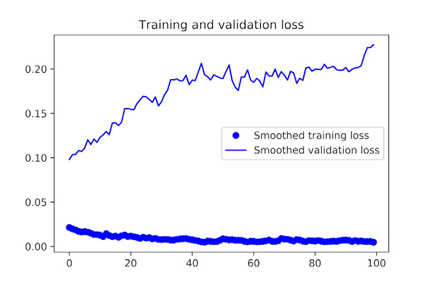 Training and validation loss
0.20
0.15
0.10
0.05
0.00
Smoothed training loss
Smoothed validation loss
0 20 40 60 80 100